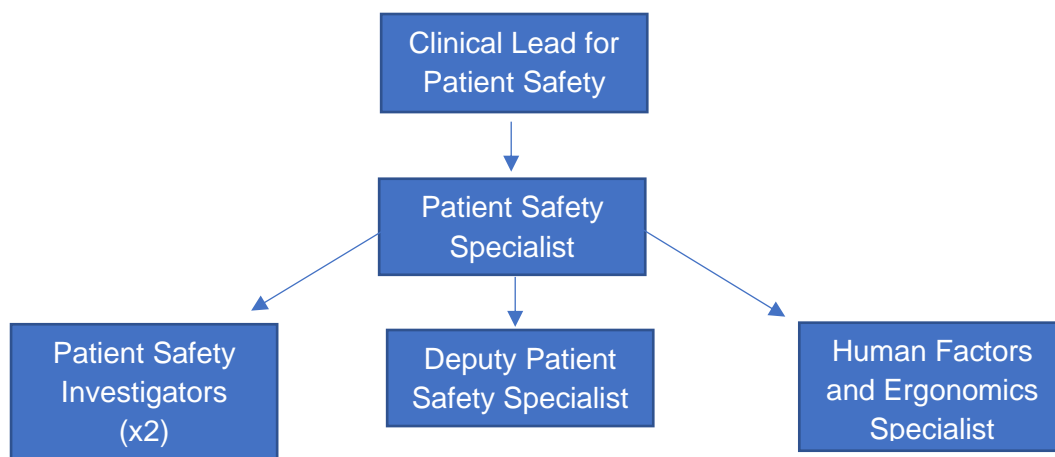 Clinical Lead for
Patient Safety
Patient Safety
Specialist
Patient Safety
Investigators
(x2)
Deputy Patient
Safety Specialist
Human Factors
and Ergonomics
Specialist